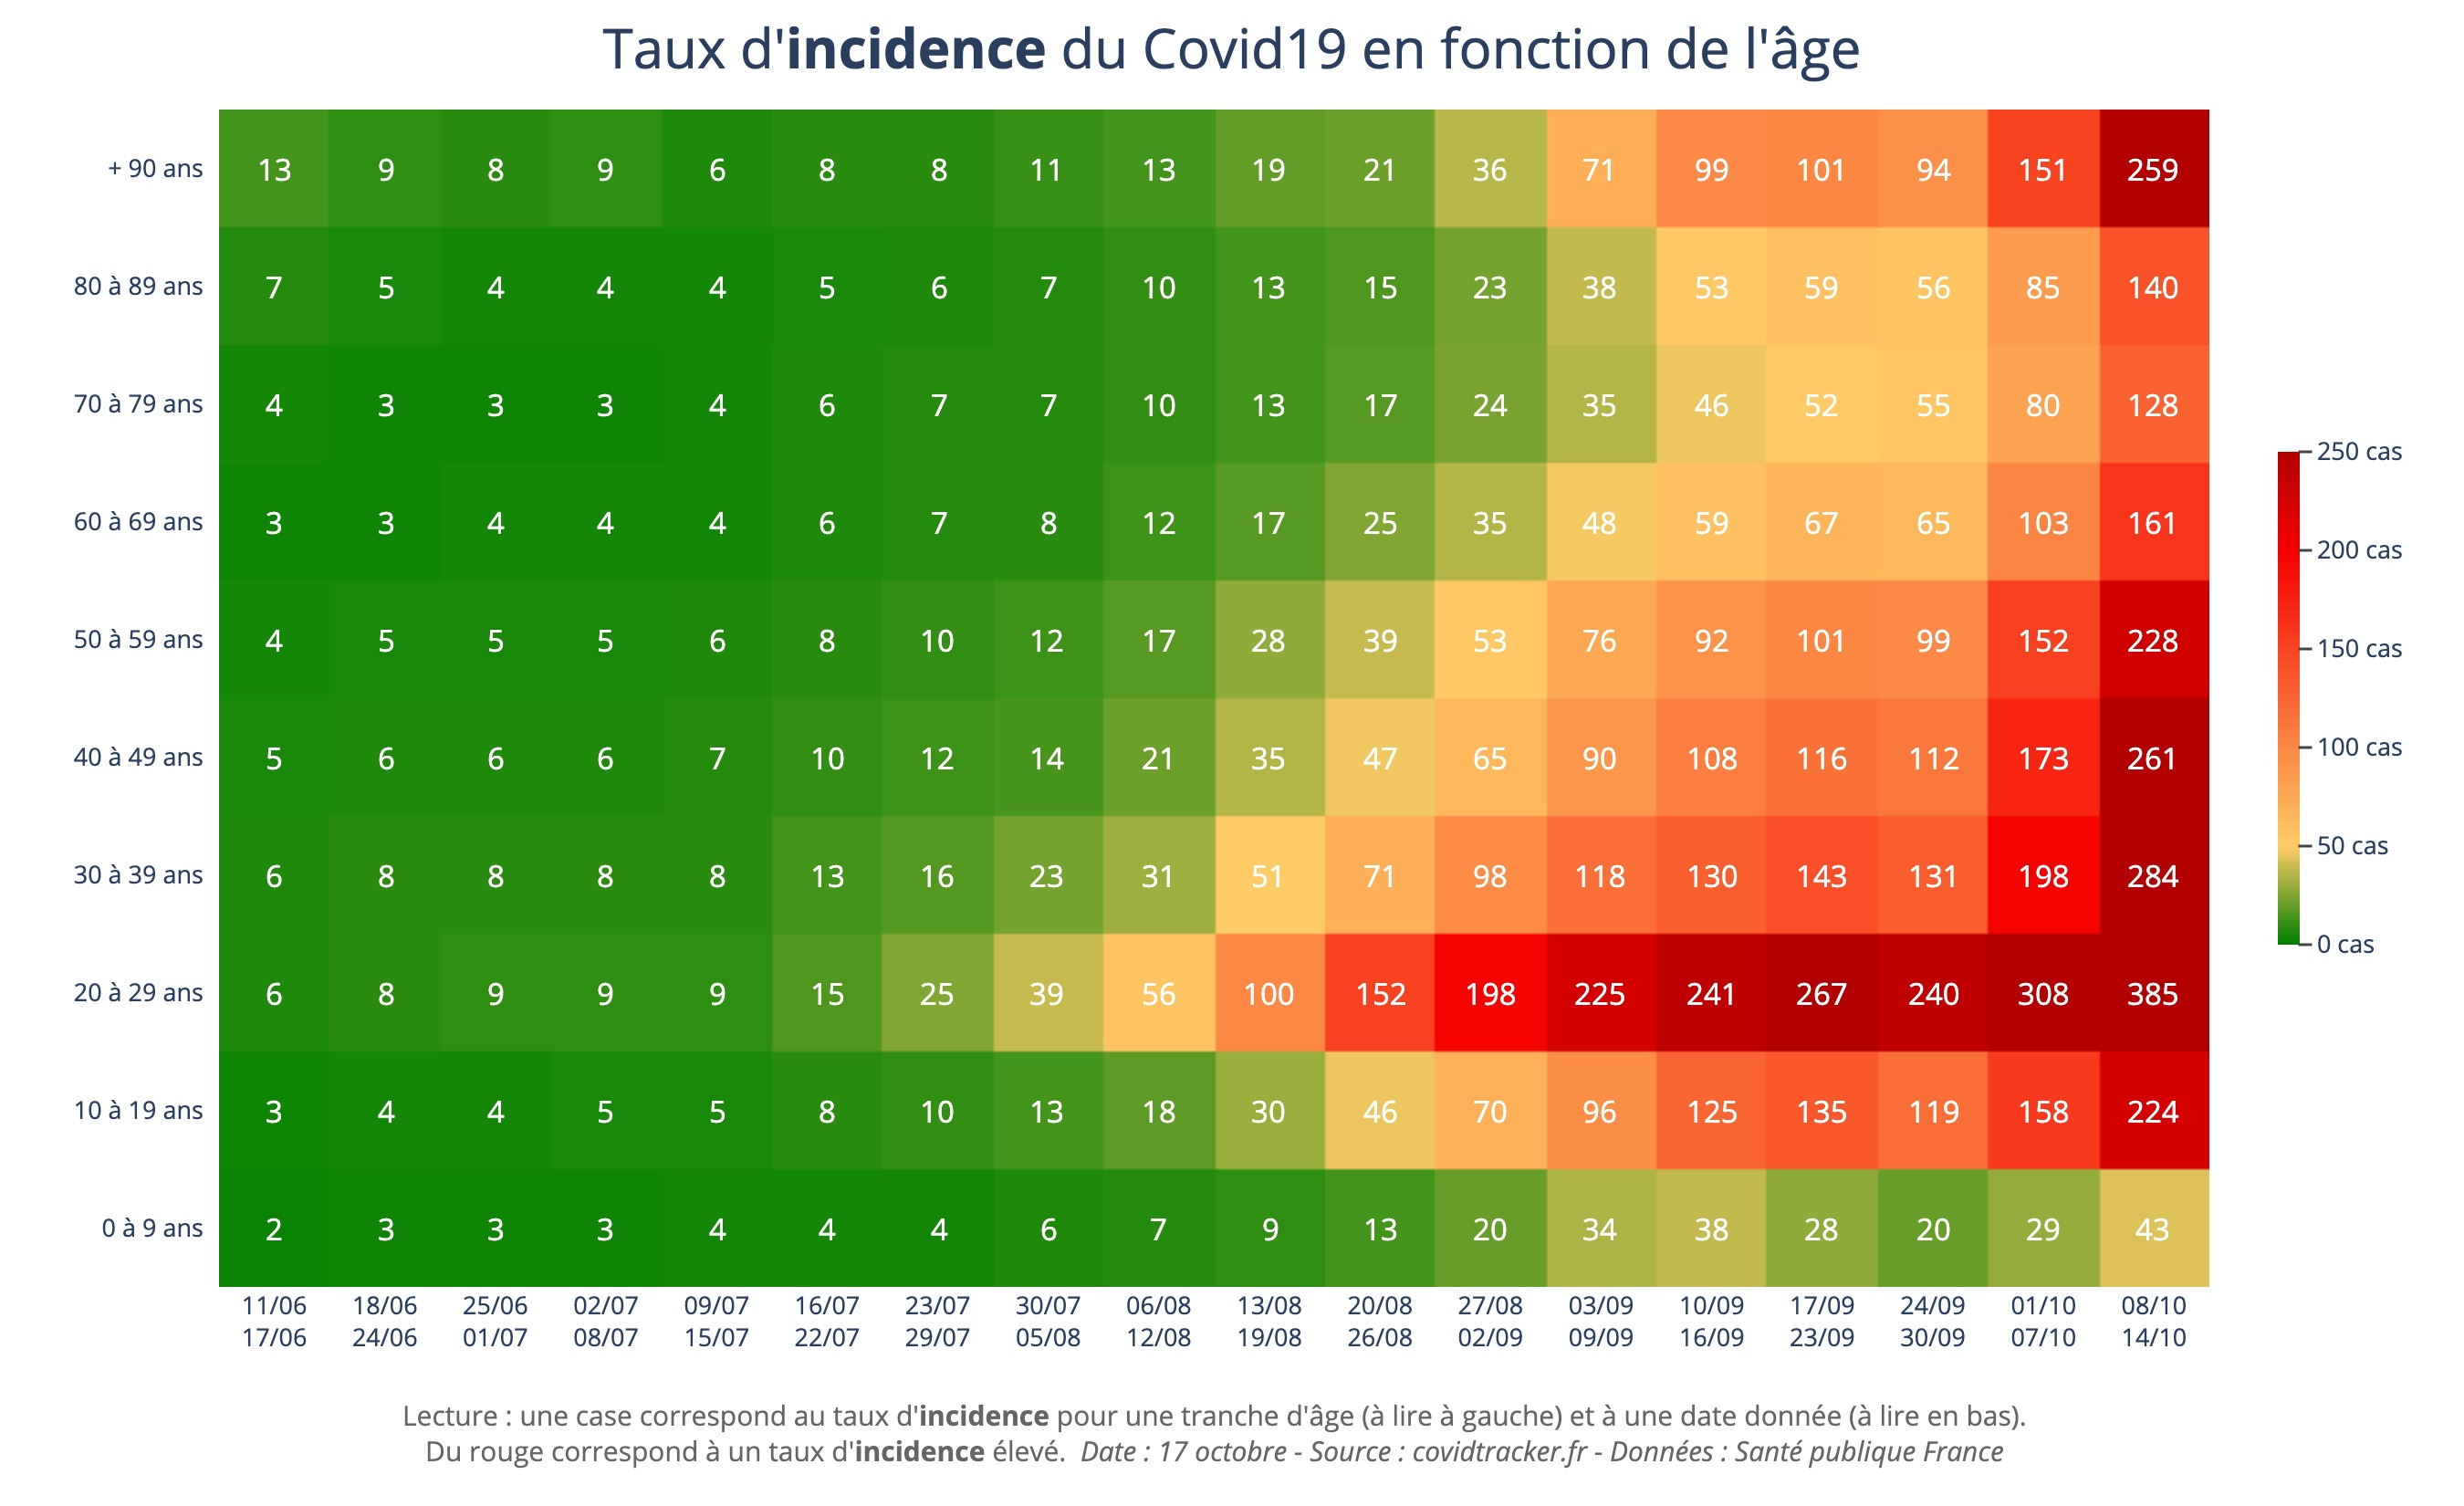 Taux d'incidence du Covid19 en fonction de l'âge
+ 90 ans 13 9 8 9 6 8 8 11 13 19 21 36 71 99 101 94 151 259
80 à 89 ans 7 5 4 4 4 5 6 7 10 13 15 23 38 53 59 56 85 140
70 à 79 ans 4 3 3 3 4 6 7 7 10 13 17 24 35 46 52 55 80 128
250 cas
60 à 69 ans 3 3 4 4 4 6 7 8 12 17 25 35 48 59 67 65 103 161
200 cas
50 à 59 ans 4 5 5 5 6 8 10 12 17 28 39 53 76 92 101 99 152 228
150 cas
40 à 49 ans 5 6 6 6 7 10 12 14 21 35 47 65 90 108 116 112 173 261
100 cas
30 à 39 ans 6 8 8 8 8 13 16 23 31 51 71 98 118 130 143 131 198 284
50 cas
20 à 29 ans 6 8 9 9 9 15 25 39 56 100 152 198 225 241 267 240 308 385
0 cas
10 à 19 ans 3 4 4 5 5 8 10 13 18 30 46 70 96 125 135 119 158 224
0 à 9 ans 2 3 3 3 4 4 4 6 7 9 13 20 34 38 28 20 29 43
11/06 18/06 25/06 02/07 09/07 16/07 23/07 30/07 06/08 13/08 20/08 27/08 03/09 10/09 17/09 24/09 01/10 08/10
17/06 24/06 01/07 08/07 15/07 22/07 29/07 05/08 12/08 19/08 26/08 02/09 09/09 16/09 23/09 30/09 07/10 14/10
Lecture : une case correspond au taux d'incidence pour une tranche d'âge (à lire à gauche) et à une date donnée (à lire en bas).
Du rouge correspond à un taux d'incidence élevé. Date : 17 octobre - Source : covidtracker.fr - Données : Santé publique France